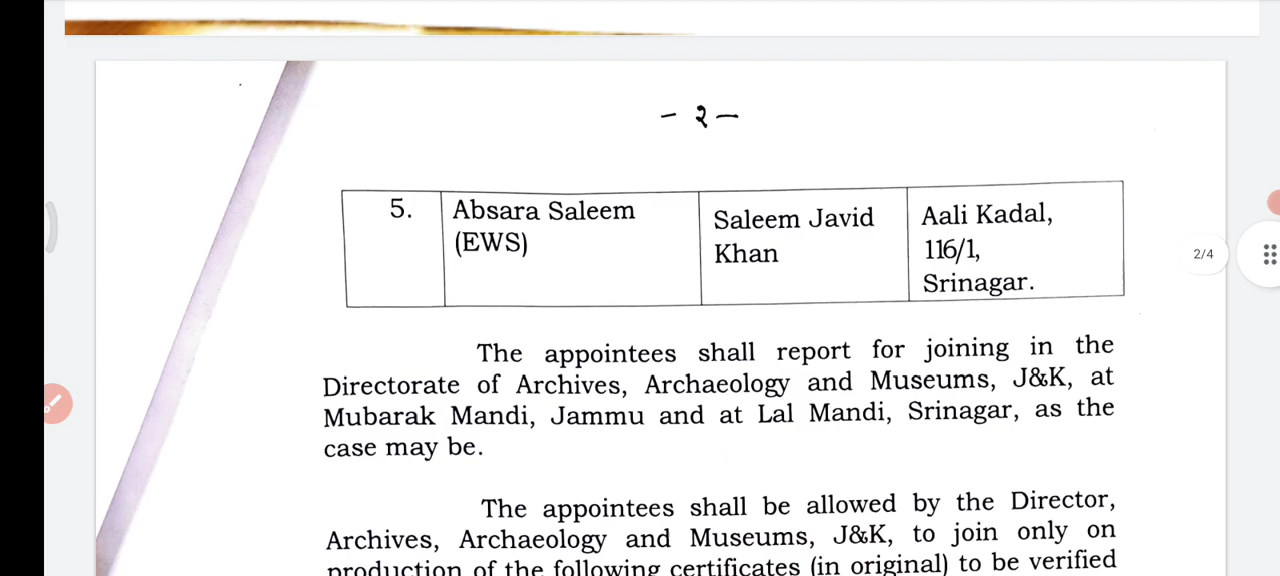 - २ -
5. Absara Saleem Saleem Javid Aali Kadal,
(EWS) Khan 116/1,
Srinagar.
2/4
The appointees shall report for joining in the
Directorate of Archives, Archaeology and Museums, J&K, at
Mubarak Mandi, Jammu and at Lal Mandi, Srinagar, as the
case may be.
The appointees shall be allowed by the Director,
Archives, Archaeology and Museums, J&K, to join only on
production of the following certificates (in original) to be verified